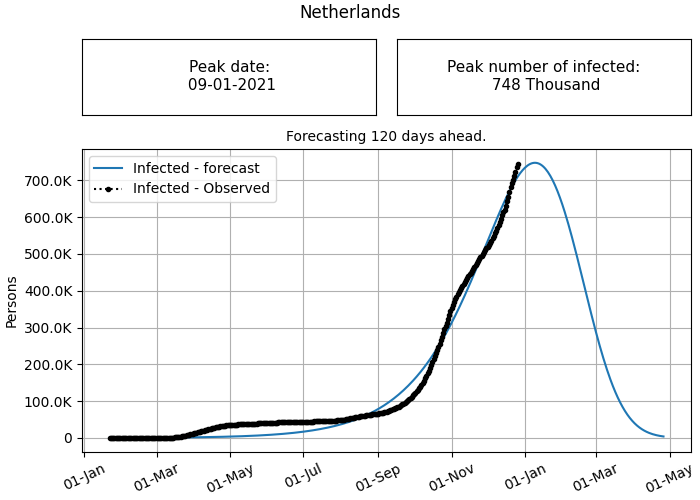 Netherlands
Peak date:
09-01-2021
Peak number of infected:
748 Thousand
Forecasting 120 days ahead.
Infected - forecast
Infected - Observed
700.0K
600.0K
500.0K
400.0K
300.0K
200.0K
100.0K
0
Persons
01-Jan
01-Mar
01-May
01-Jul
01-Sep
01-Nov
01-Jan
01-Mar
01-May